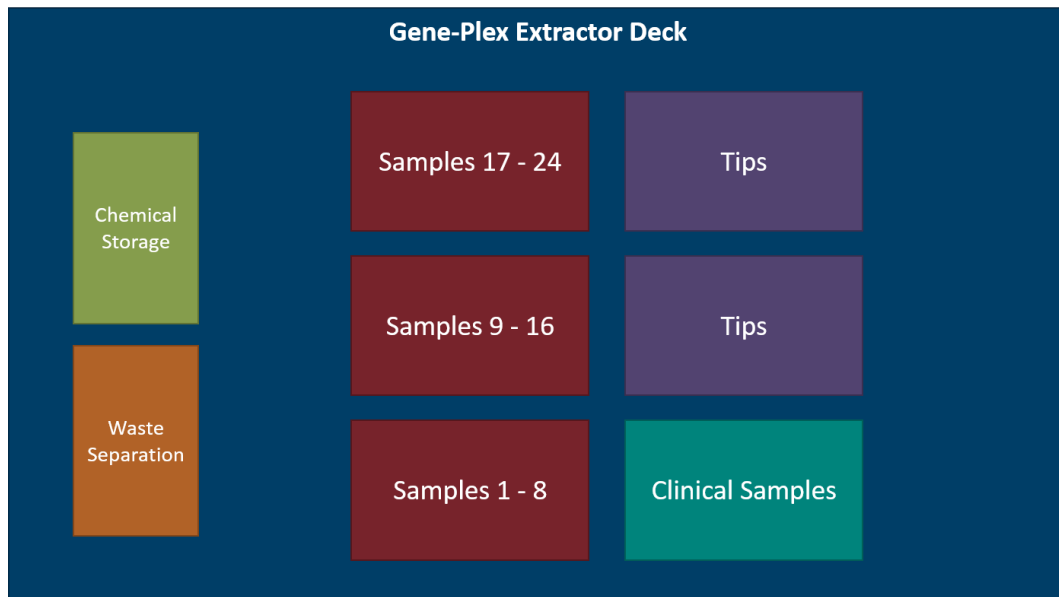 Gene-Plex Extractor Deck
Chemical
Storage
Waste
Separation
Samples 17 - 24
Tips
Samples 9 - 16
Tips
Samples 1 - 8
Clinical Samples